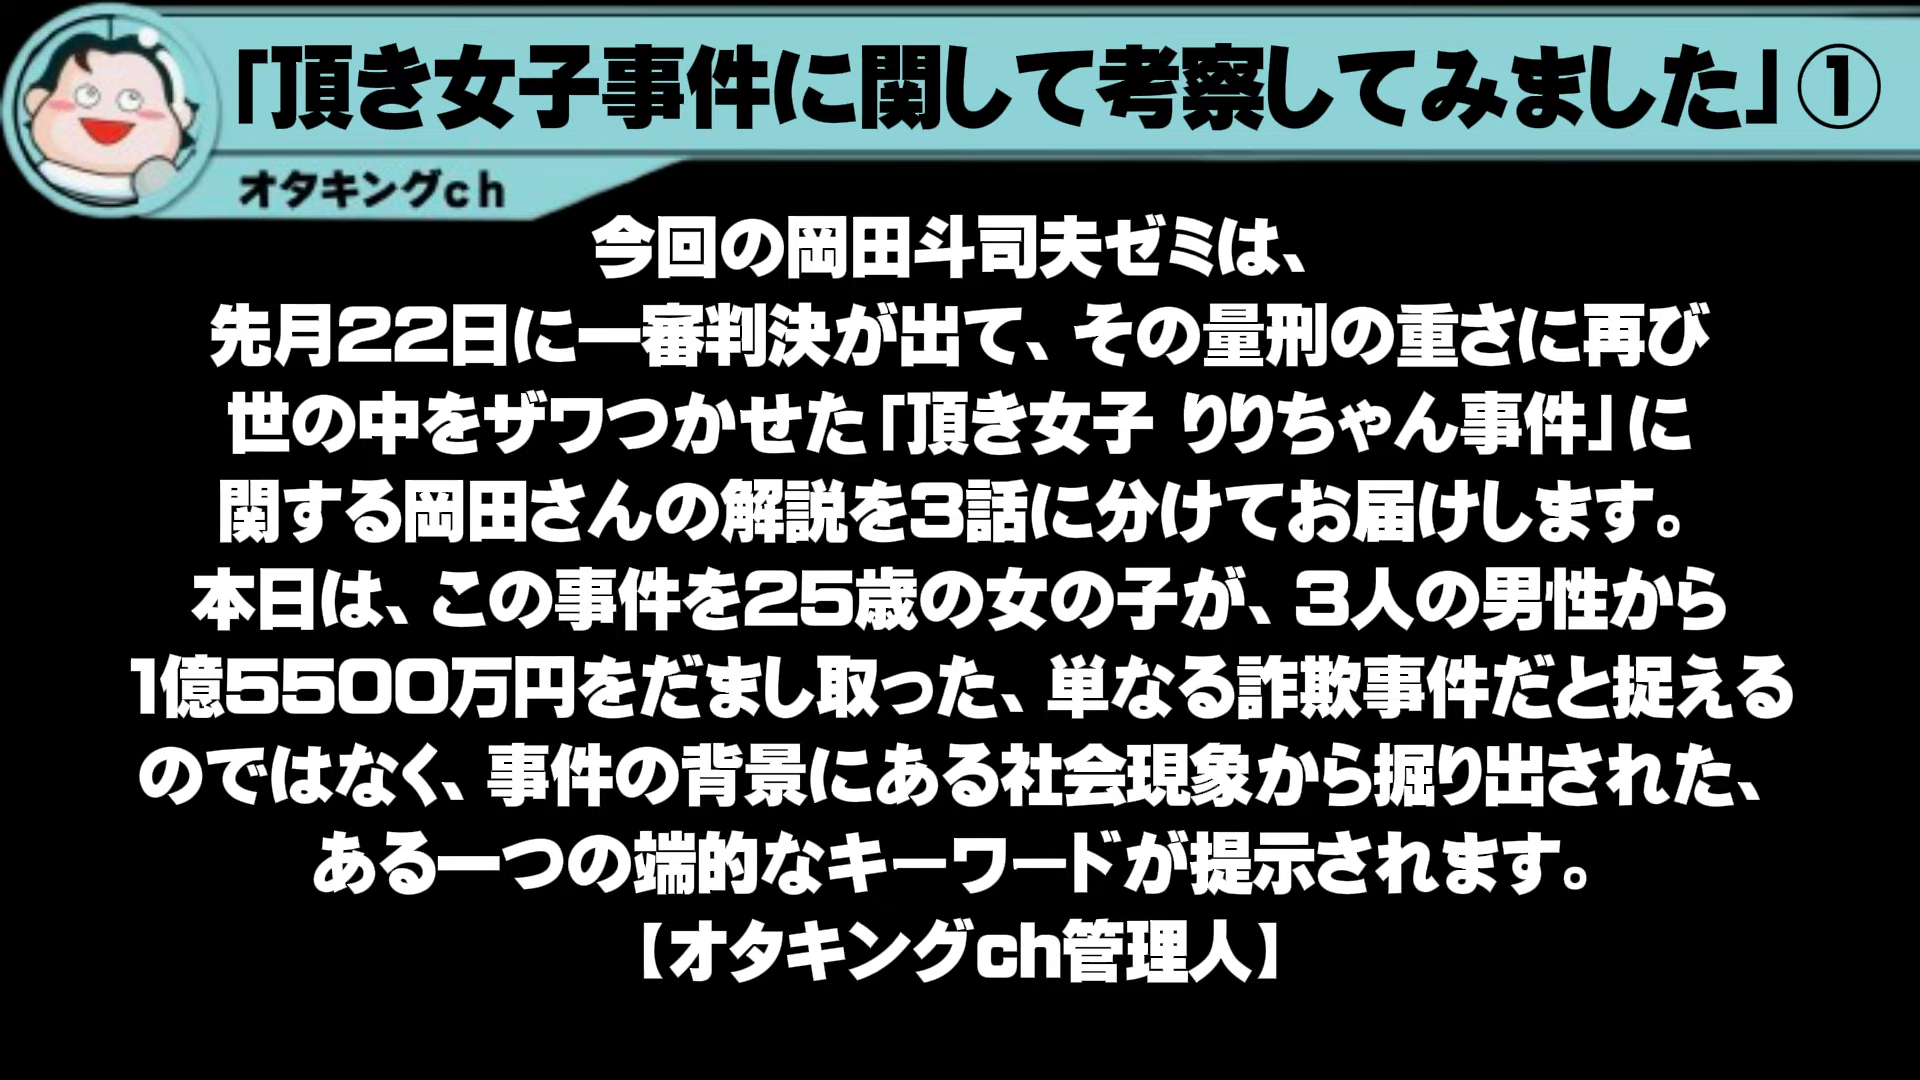 「頂き女子事件に関して考察してみました」①
オタキングch
今回の岡田斗司夫ゼミは、
先月22日に一審判決が出て、その量刑の重さに再び
世の中をザワつかせた「頂き女子 りりちゃん事件」に
関する岡田さんの解説を3話に分けてお届けします。
本日は、この事件を25歳の女の子が、3人の男性から
1億5500万円をだまし取った、単なる詐欺事件だと捉える
のではなく、事件の背景にある社会現象から掘り出された、
ある一つの端的なキーワードが提示されます。
【オタキングch管理人】